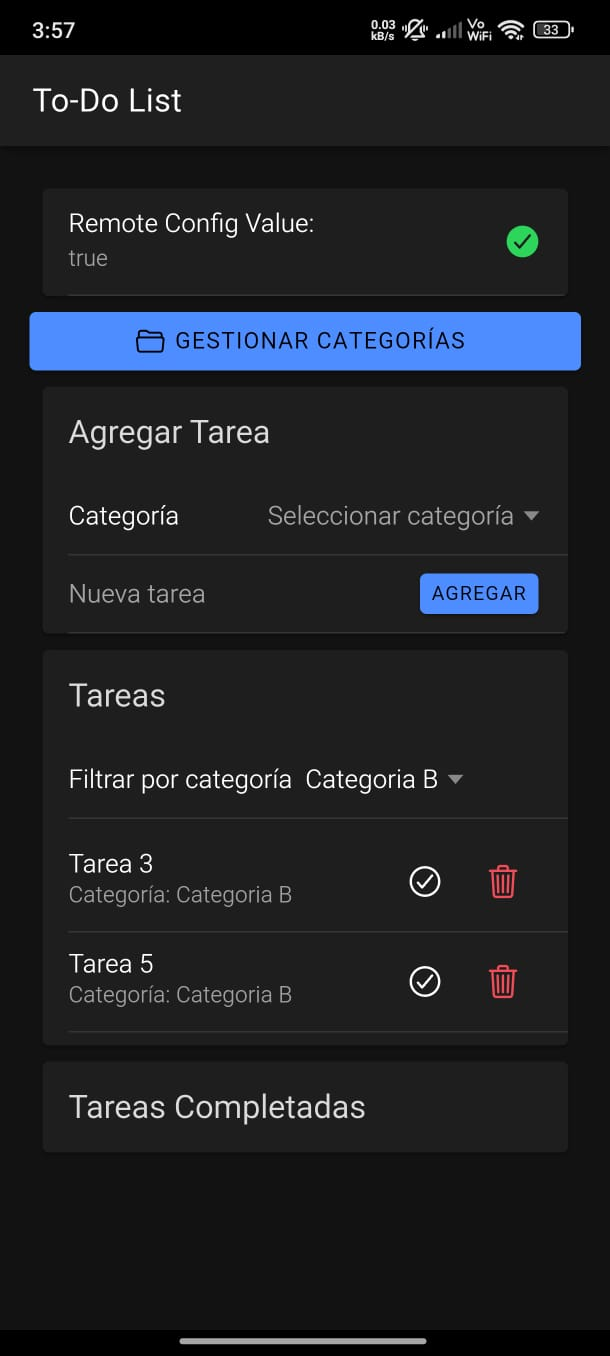 3:57
0.03 kB/s Vo WiFi 33
To-Do List
Remote Config Value:
true
GESTIONAR CATEGORÍAS
Agregar Tarea
Categoría Seleccionar categoría
Nueva tarea AGREGAR
Tareas
Filtrar por categoría Categoria B
Tarea 3
Categoría: Categoria B
Tarea 5
Categoría: Categoria B
Tareas Completadas